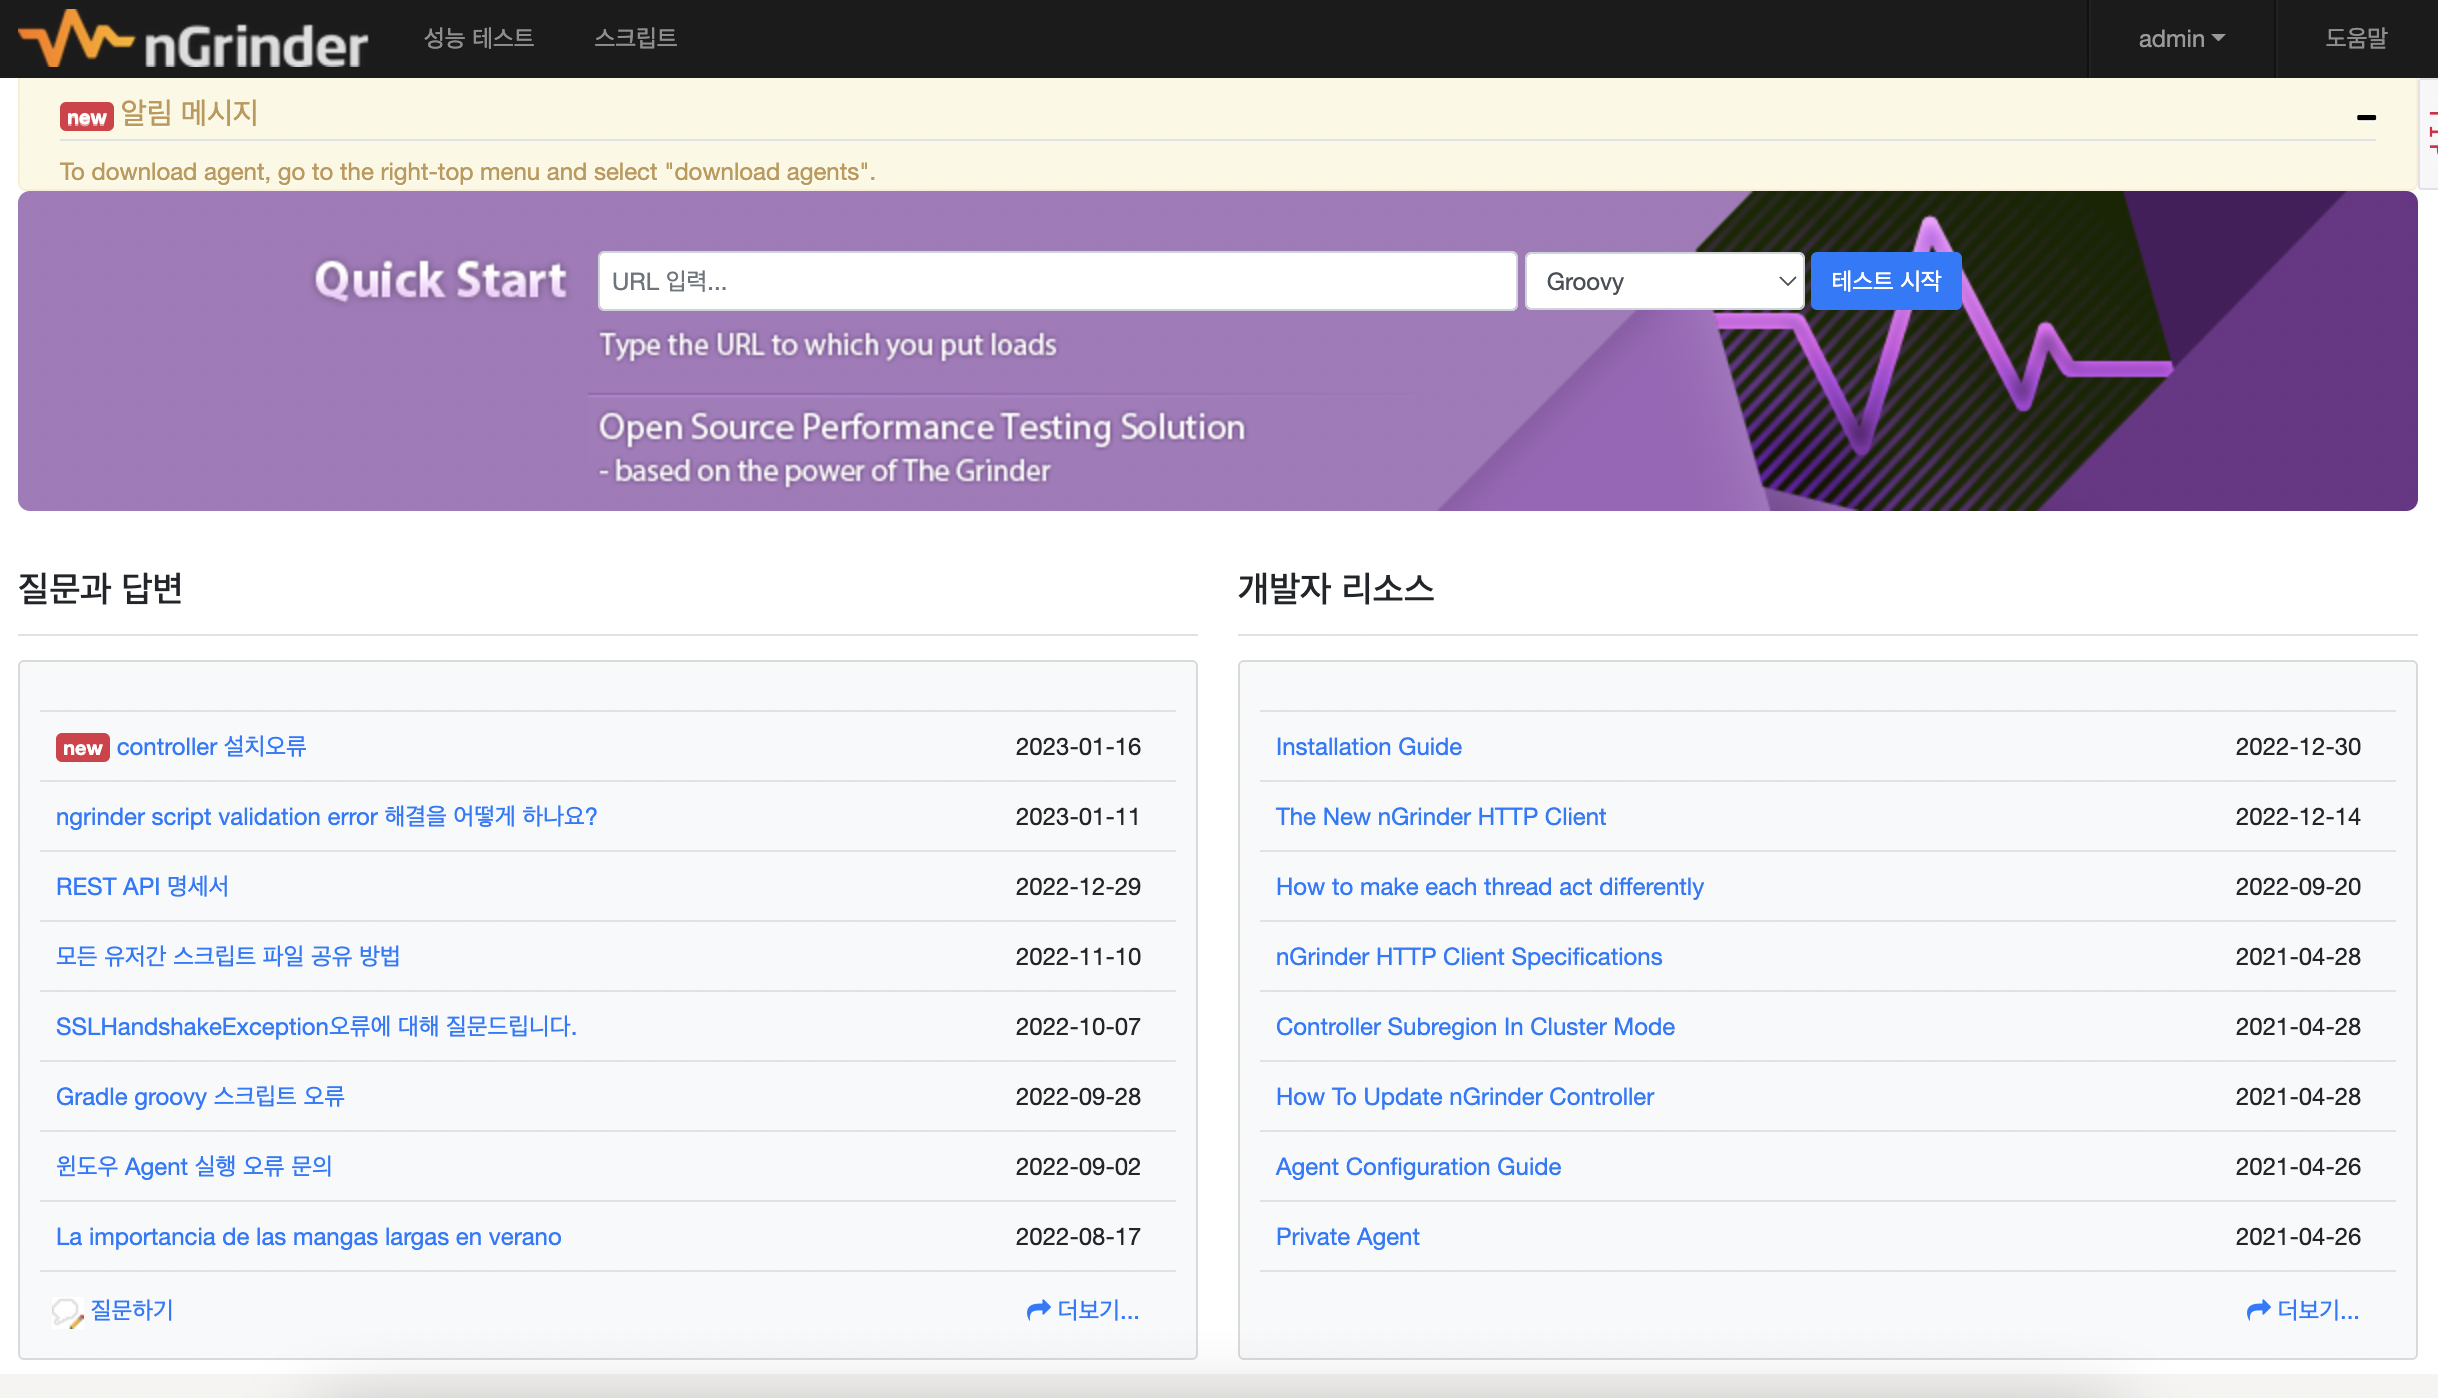 nGrinder 성능 테스트 스크립트 admin 도움말
new 알림 메시지
To download agent, go to the right-top menu and select "download agents".
Quick Start URL 입력... Groovy 테스트 시작
Type the URL to which you put loads
Open Source Performance Testing Solution
- based on the power of The Grinder
질문과 답변
new controller 설치오류 2023-01-16
ngrinder script validation error 해결을 어떻게 하나요? 2023-01-11
REST API 명세서 2022-12-29
모든 유저간 스크립트 파일 공유 방법 2022-11-10
SSLHandshakeException오류에 대해 질문드립니다. 2022-10-07
Gradle groovy 스크립트 오류 2022-09-28
윈도우 Agent 실행 오류 문의 2022-09-02
La importancia de las mangas largas en verano 2022-08-17
질문하기 더보기...
개발자 리소스
Installation Guide 2022-12-30
The New nGrinder HTTP Client 2022-12-14
How to make each thread act differently 2022-09-20
nGrinder HTTP Client Specifications 2021-04-28
Controller Subregion In Cluster Mode 2021-04-28
How To Update nGrinder Controller 2021-04-28
Agent Configuration Guide 2021-04-26
Private Agent 2021-04-26
더보기...